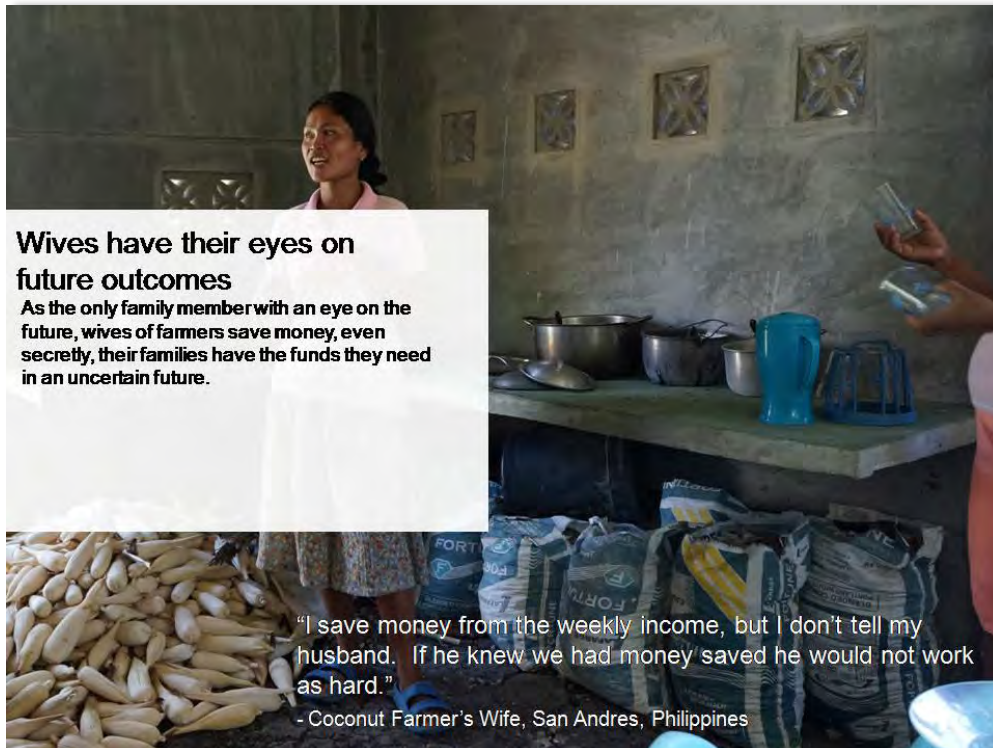 Wives have their eyes on
future outcomes
As the only family member with an eye on the
future, wives of farmers save money, even
secretly, their families have the funds they need
in an uncertain future.
FORTU
FORTU
“I save money from the weekly income, but I don’t tell my
husband.  If he knew we had money saved he would not work
as hard.”
- Coconut Farmer’s Wife, San Andres, Philippines